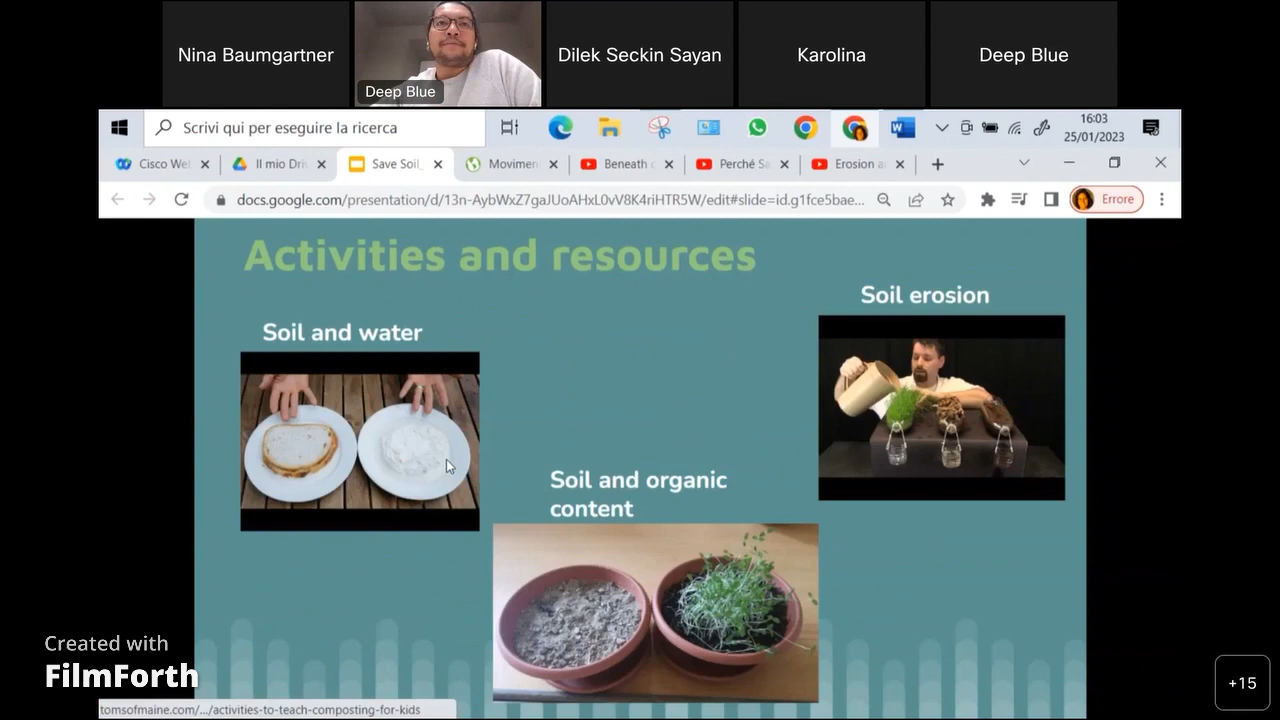 Nina Baumgartner
Deep Blue
Dilek Seckin Sayan
Karolina
Deep Blue
Scrivi qui per eseguire la ricerca
16:03
25/01/2023
Cisco We
Il mio Dri
Save Soil_
Movimen
Beneath
Perché S
Erosion a
docs.google.com/presentation/d/13n-AybWxZ7gaJUoAHxL0vV8K4riHTR5W/edit#slide=id.g1fce5bae...
Errore
Activities and resources
Soil erosion
Soil and water
Soil and organic
content
Created with
FilmForth
tomsofmaine.com/.../activities-to-teach-composting-for-kids
+15